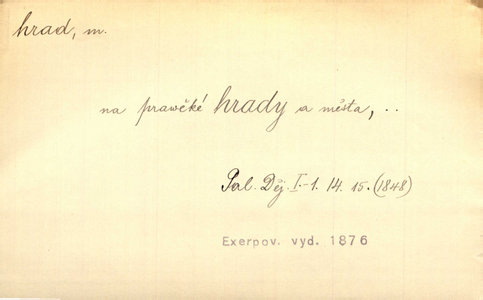 hrad, m.
na prawěké hrady a města, ..
Pal. Děj. I.-1. 14. 15. (1848)
Exerpov. vyd. 1876